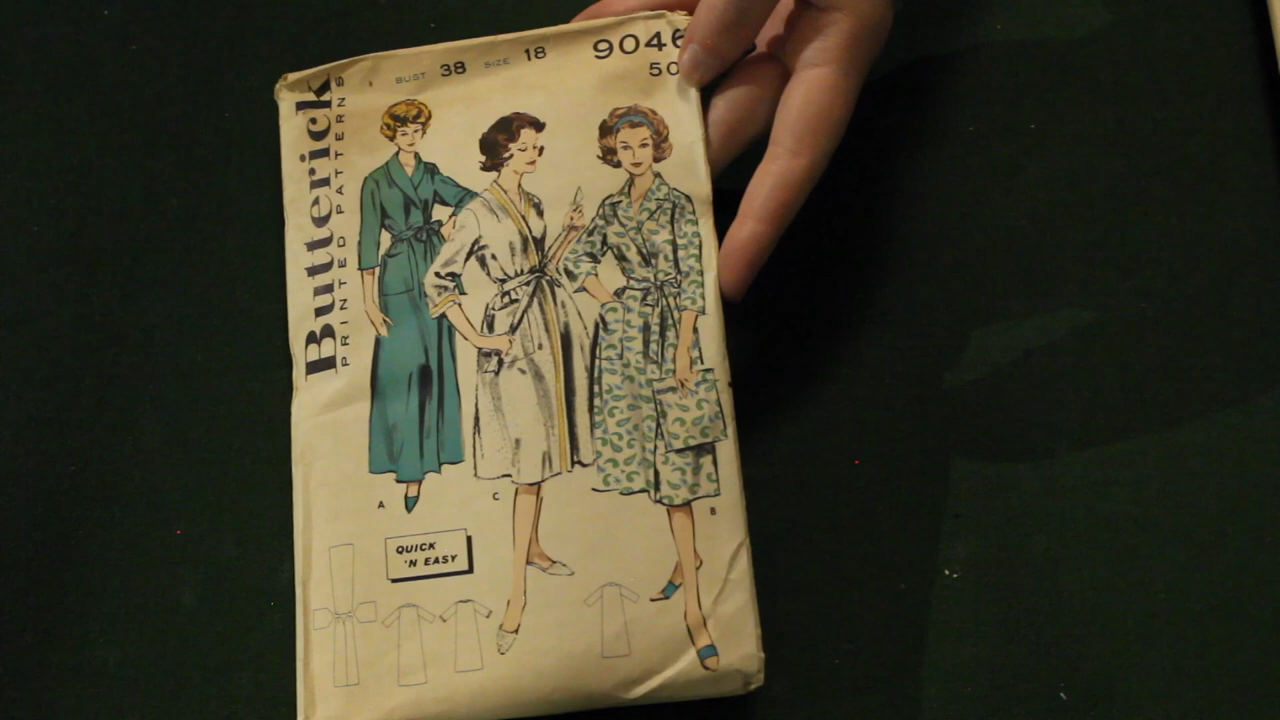 BUST 38 SIZE 18 9046
50
Butterick
PRINTED PATTERNS
A
C
B
QUICK
'N EASY